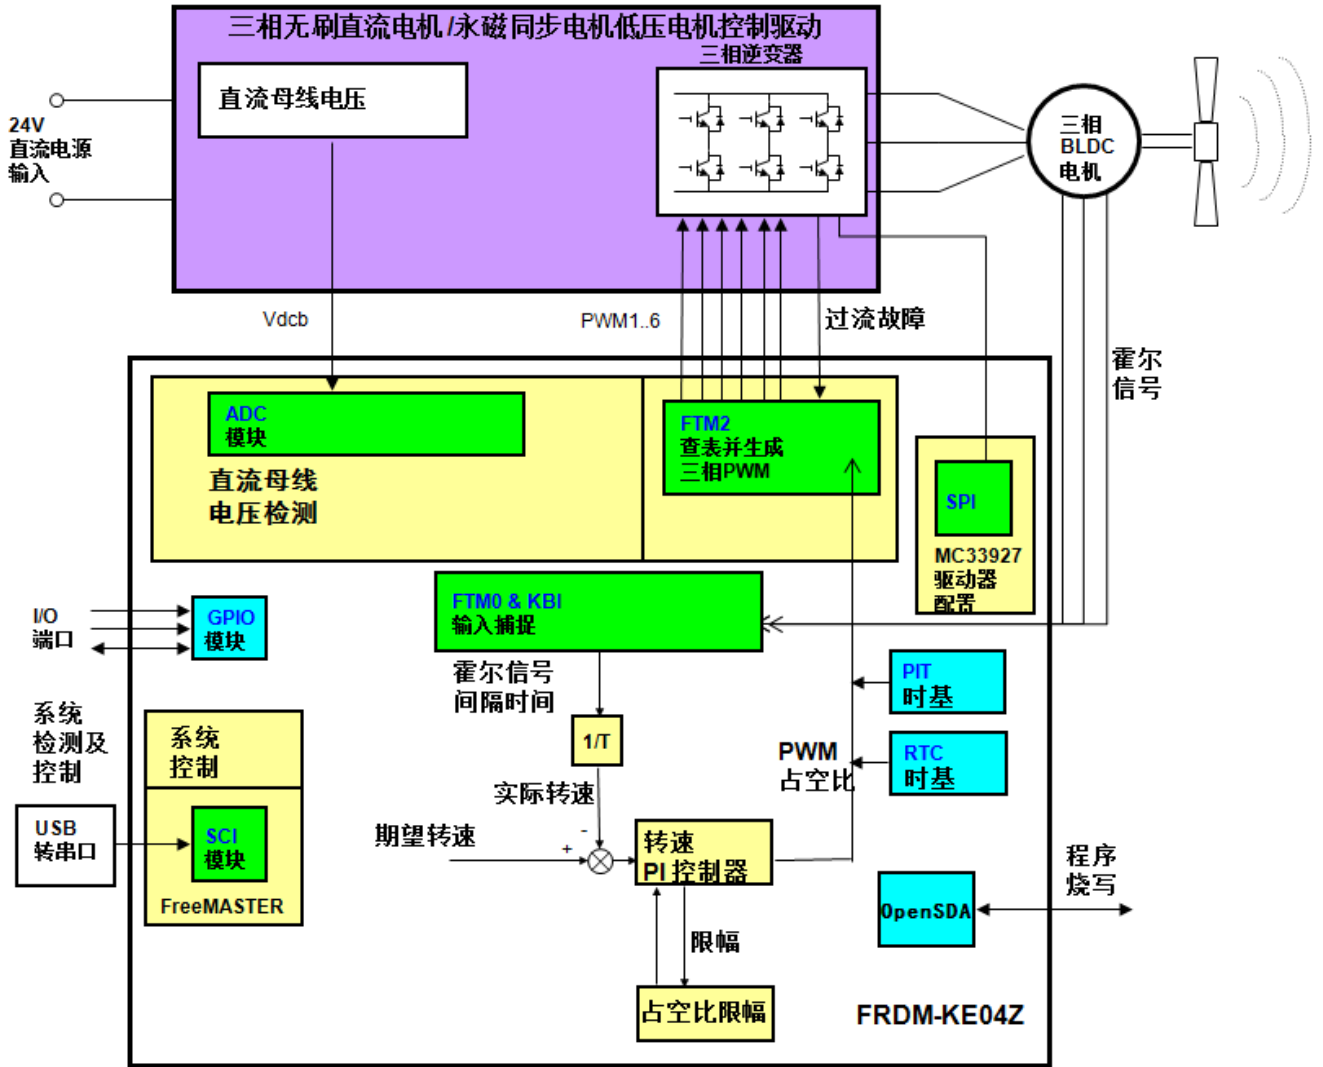 三相无刷直流电机/永磁同步电机低压电机控制驱动
三相逆变器
直流母线电压
24V
直流电源
输入
三相
BLDC
电机
Vdcb
PWM1..6
过流故障
霍尔
信号
ADC
模块
直流母线
电压检测
FTM2
查表并生成
三相PWM
SPI
MC33927
驱动器
配置
FTM0 & KBI
输入捕捉
I/O
端口
GPIO
模块
霍尔信号
间隔时间
PIT
时基
系统
检测及
控制
系统
控制
1/T
PWM
占空比
RTC
时基
实际转速
USB
转串口
SCI
模块
FreeMASTER
期望转速
-
+
转速
PI 控制器
程序
烧写
OpenSDA
限幅
占空比限幅
FRDM-KE04Z